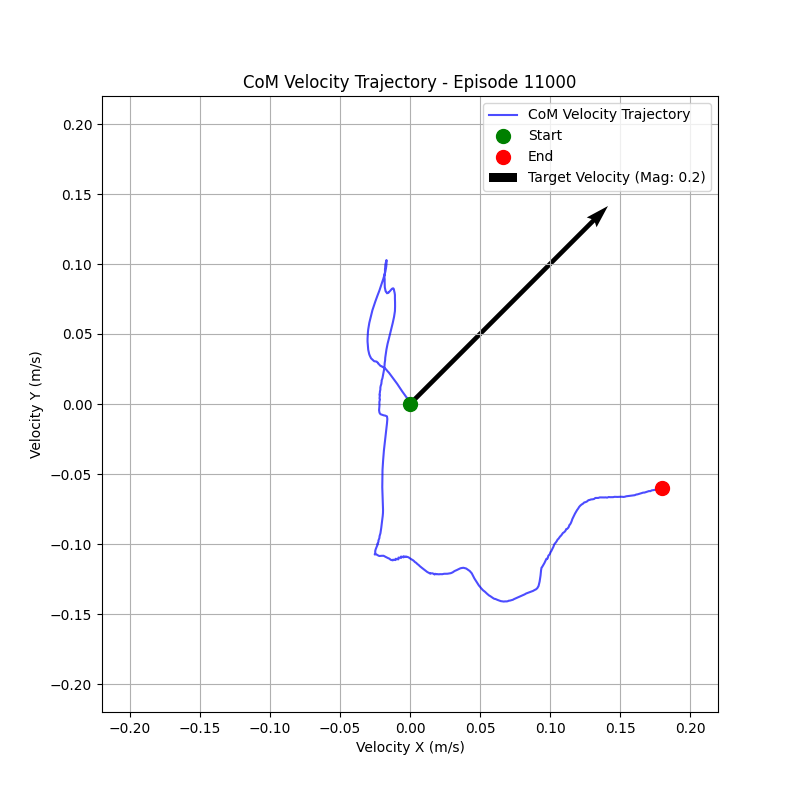 CoM Velocity Trajectory - Episode 11000
CoM Velocity Trajectory
Start
End
Target Velocity (Mag: 0.2)
0.20
0.15
0.10
0.05
0.00
−0.05
−0.10
−0.15
−0.20
Velocity Y (m/s)
−0.20 −0.15 −0.10 −0.05 0.00 0.05 0.10 0.15 0.20
Velocity X (m/s)